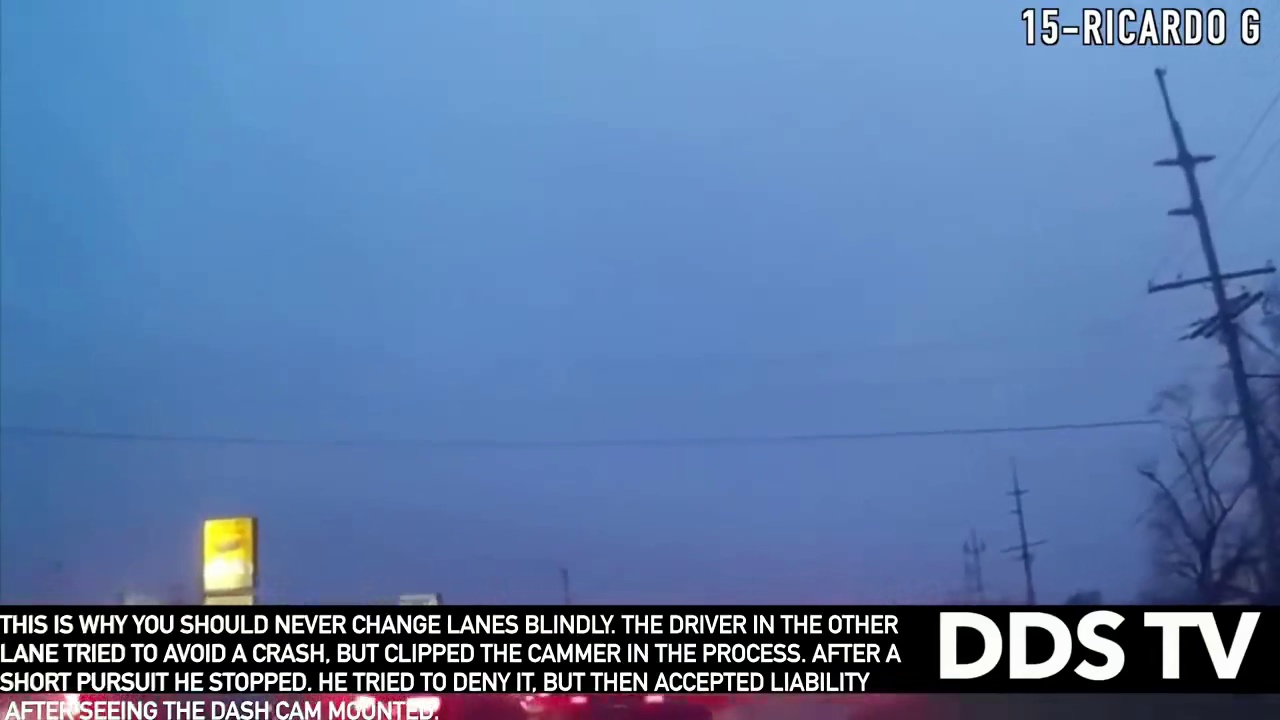 15-RICARDO G
THIS IS WHY YOU SHOULD NEVER CHANGE LANES BLINDLY. THE DRIVER IN THE OTHER
LANE TRIED TO AVOID A CRASH, BUT CLIPPED THE CAMMER IN THE PROCESS. AFTER A
SHORT PURSUIT HE STOPPED. HE TRIED TO DENY IT, BUT THEN ACCEPTED LIABILITY
AFTER SEEING THE DASH CAM MOUNTED.
DDS TV